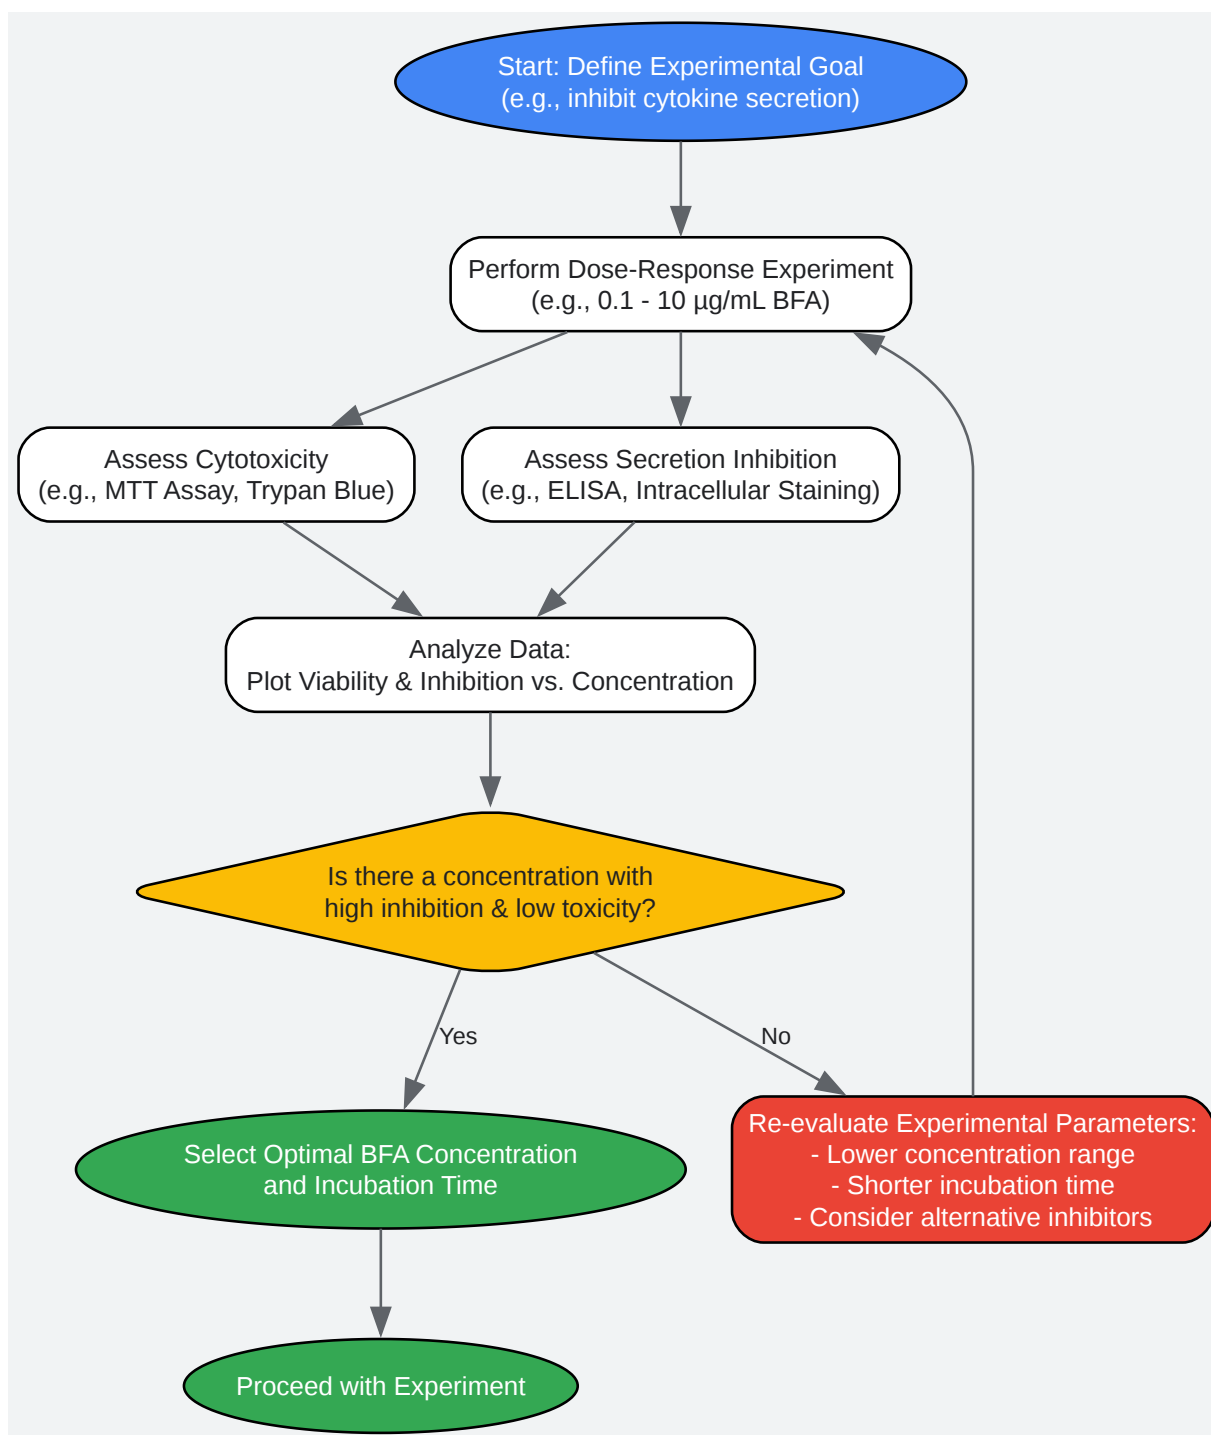 Start: Define Experimental Goal
(e.g., inhibit cytokine secretion)
Perform Dose-Response Experiment
(e.g., 0.1 - 10 µg/mL BFA)
Assess Cytotoxicity
(e.g., MTT Assay, Trypan Blue)
Assess Secretion Inhibition
(e.g., ELISA, Intracellular Staining)
Analyze Data:
Plot Viability & Inhibition vs. Concentration
Is there a concentration with
high inhibition & low toxicity?
Yes
No
Select Optimal BFA Concentration
and Incubation Time
Re-evaluate Experimental Parameters:
- Lower concentration range
- Shorter incubation time
- Consider alternative inhibitors
Proceed with Experiment